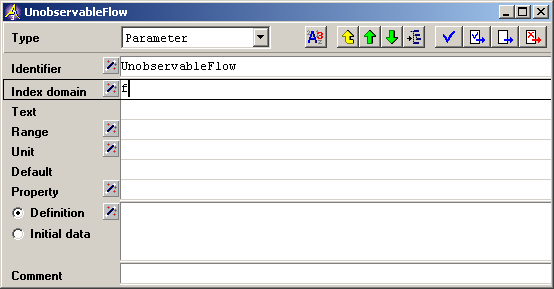 UnobservableFlow
Type Parameter
Identifier UnobservableFlow
Index domain f
Text
Range
Unit
Default
Property
Definition
Initial data
Comment